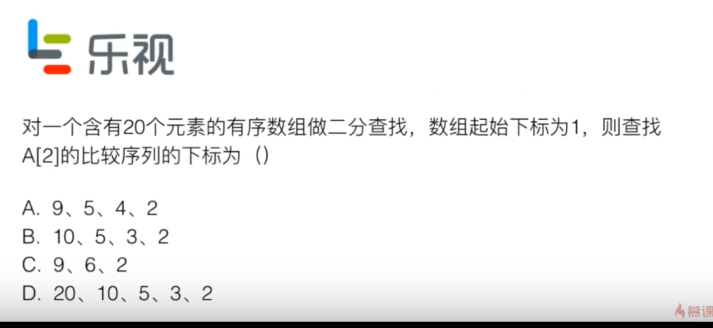 乐视
对一个含有20个元素的有序数组做二分查找，数组起始下标为1，则查找
A[2]的比较序列的下标为（）
A. 9、5、4、2
B. 10、5、3、2
C. 9、6、2
D. 20、10、5、3、2
慕课